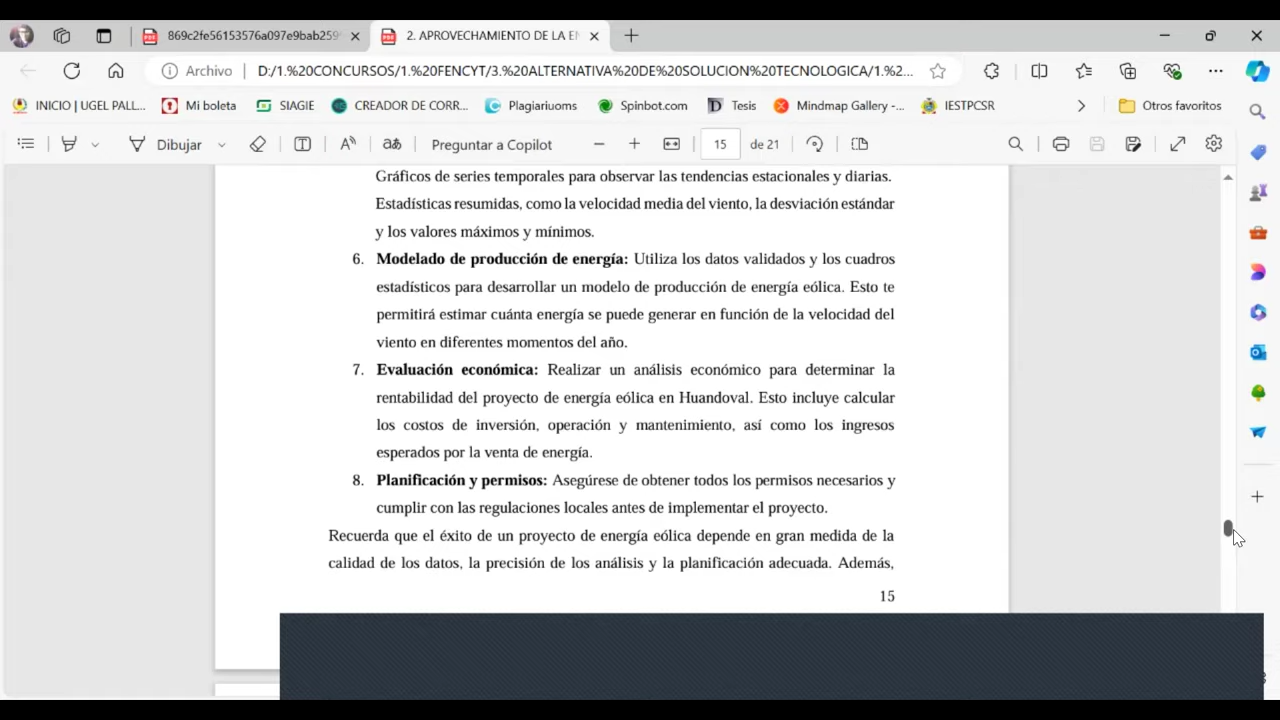 869c2fe56153576a097e9bab259
2. APROVECHAMIENTO DE LA EN
Archivo
D:/1.%20CONCURSOS/1.%20FENCYT/3.%20ALTERNATIVA%20DE%20SOLUCION%20TECNOLOGICA/1.%2...
INICIO | UGEL PALL...
Mi boleta
SIAGIE
CREADOR DE CORR...
Plagiariuoms
Spinbot.com
Tesis
Mindmap Gallery -...
IESTPCSR
Otros favoritos
Dibujar
Preguntar a Copilot
15
de 21
Gráficos de series temporales para observar las tendencias estacionales y diarias.
Estadísticas resumidas, como la velocidad media del viento, la desviación estándar
y los valores máximos y mínimos.
6. Modelado de producción de energía: Utiliza los datos validados y los cuadros
estadísticos para desarrollar un modelo de producción de energía eólica. Esto te
permitirá estimar cuánta energía se puede generar en función de la velocidad del
viento en diferentes momentos del año.
7. Evaluación económica: Realizar un análisis económico para determinar la
rentabilidad del proyecto de energía eólica en Huandoval. Esto incluye calcular
los costos de inversión, operación y mantenimiento, así como los ingresos
esperados por la venta de energía.
8. Planificación y permisos: Asegúrese de obtener todos los permisos necesarios y
cumplir con las regulaciones locales antes de implementar el proyecto.
Recuerda que el éxito de un proyecto de energía eólica depende en gran medida de la
calidad de los datos, la precisión de los análisis y la planificación adecuada. Además,
15